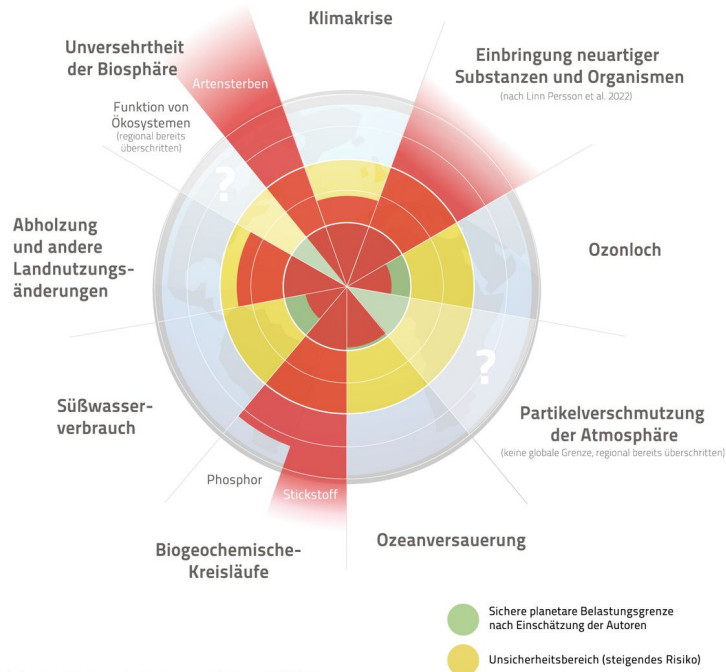 Klimakrise
Unversehrtheit
der Biosphäre
Artensterben
Einbringung neuartiger
Substanzen und Organismen
(nach Linn Persson et al. 2022)
Funktion von
Ökosystemen
(regional bereits
überschritten)
?
Abholzung
und andere
Landnutzungs-
änderungen
Ozonloch
?
Süßwasser-
verbrauch
Partikelverschmutzung
der Atmosphäre
(keine globale Grenze, regional bereits überschritten)
Phosphor
Stickstoff
Biogeochemische-
Kreisläufe
Ozeanversauerung
Sichere planetare Belastungsgrenze
nach Einschätzung der Autoren
Unsicherheitsbereich (steigendes Risiko)